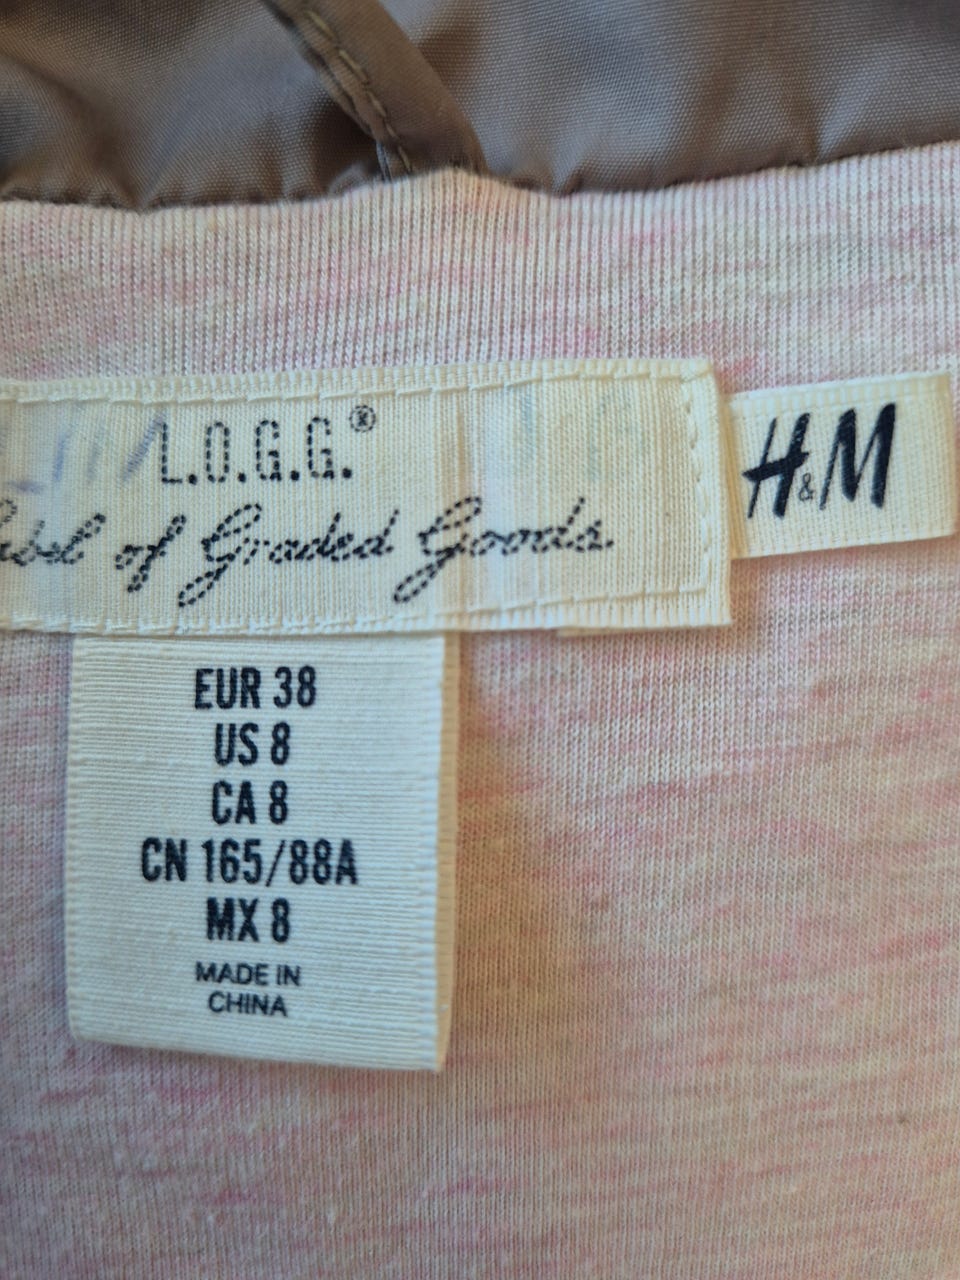 L.O.G.G.®
of Graded Goods.
H&M
EUR 38
US 8
CA 8
CN 165/88A
MX 8
MADE IN
CHINA